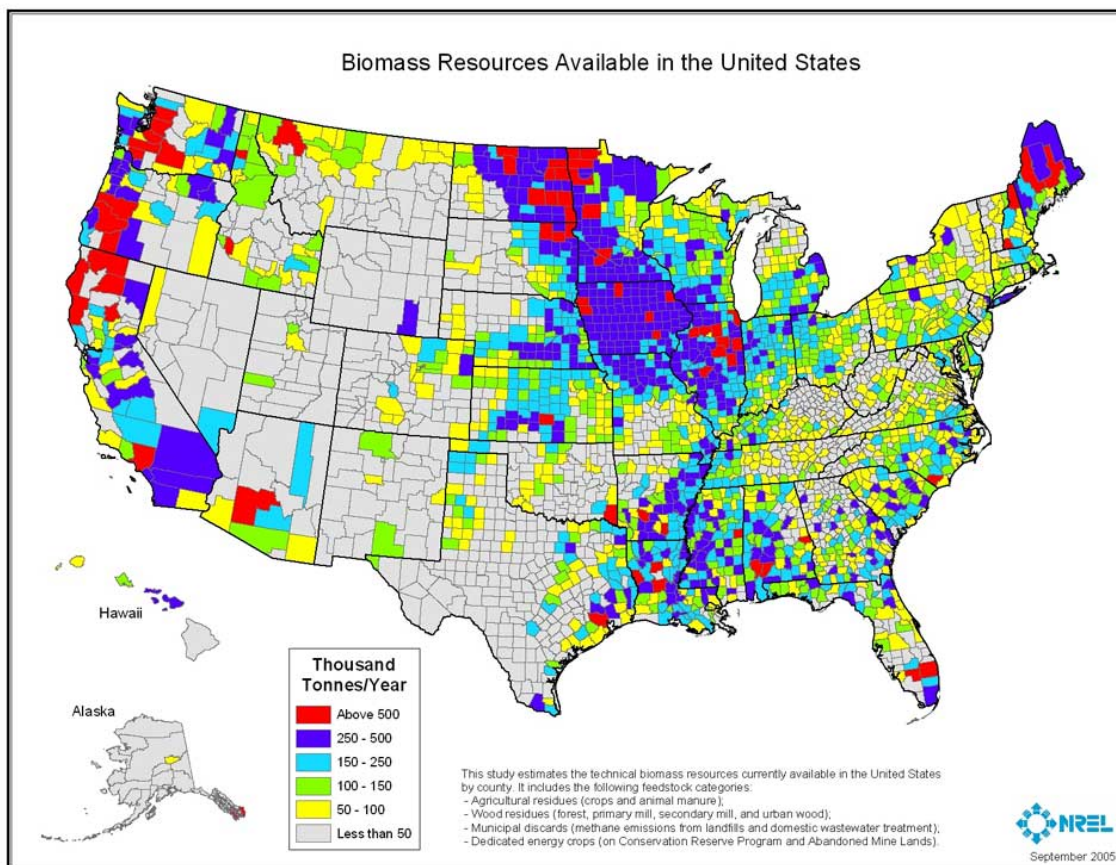 Biomass Resources Available in the United States
Hawaii
Alaska
Thousand
Tonnes/Year
Above 500
250 - 500
150 - 250
100 - 150
50 - 100
Less than 50
This study estimates the technical biomass resources currently available in the United States
by county. It includes the following feedstock categories:
- Agricultural residues (crops and animal manure);
- Wood residues (forest, primary mill, secondary mill, and urban wood);
- Municipal discards (methane emissions from landfills and domestic wastewater treatment);
- Dedicated energy crops (on Conservation Reserve Program and Abandoned Mine Lands).
NREL
September 2005